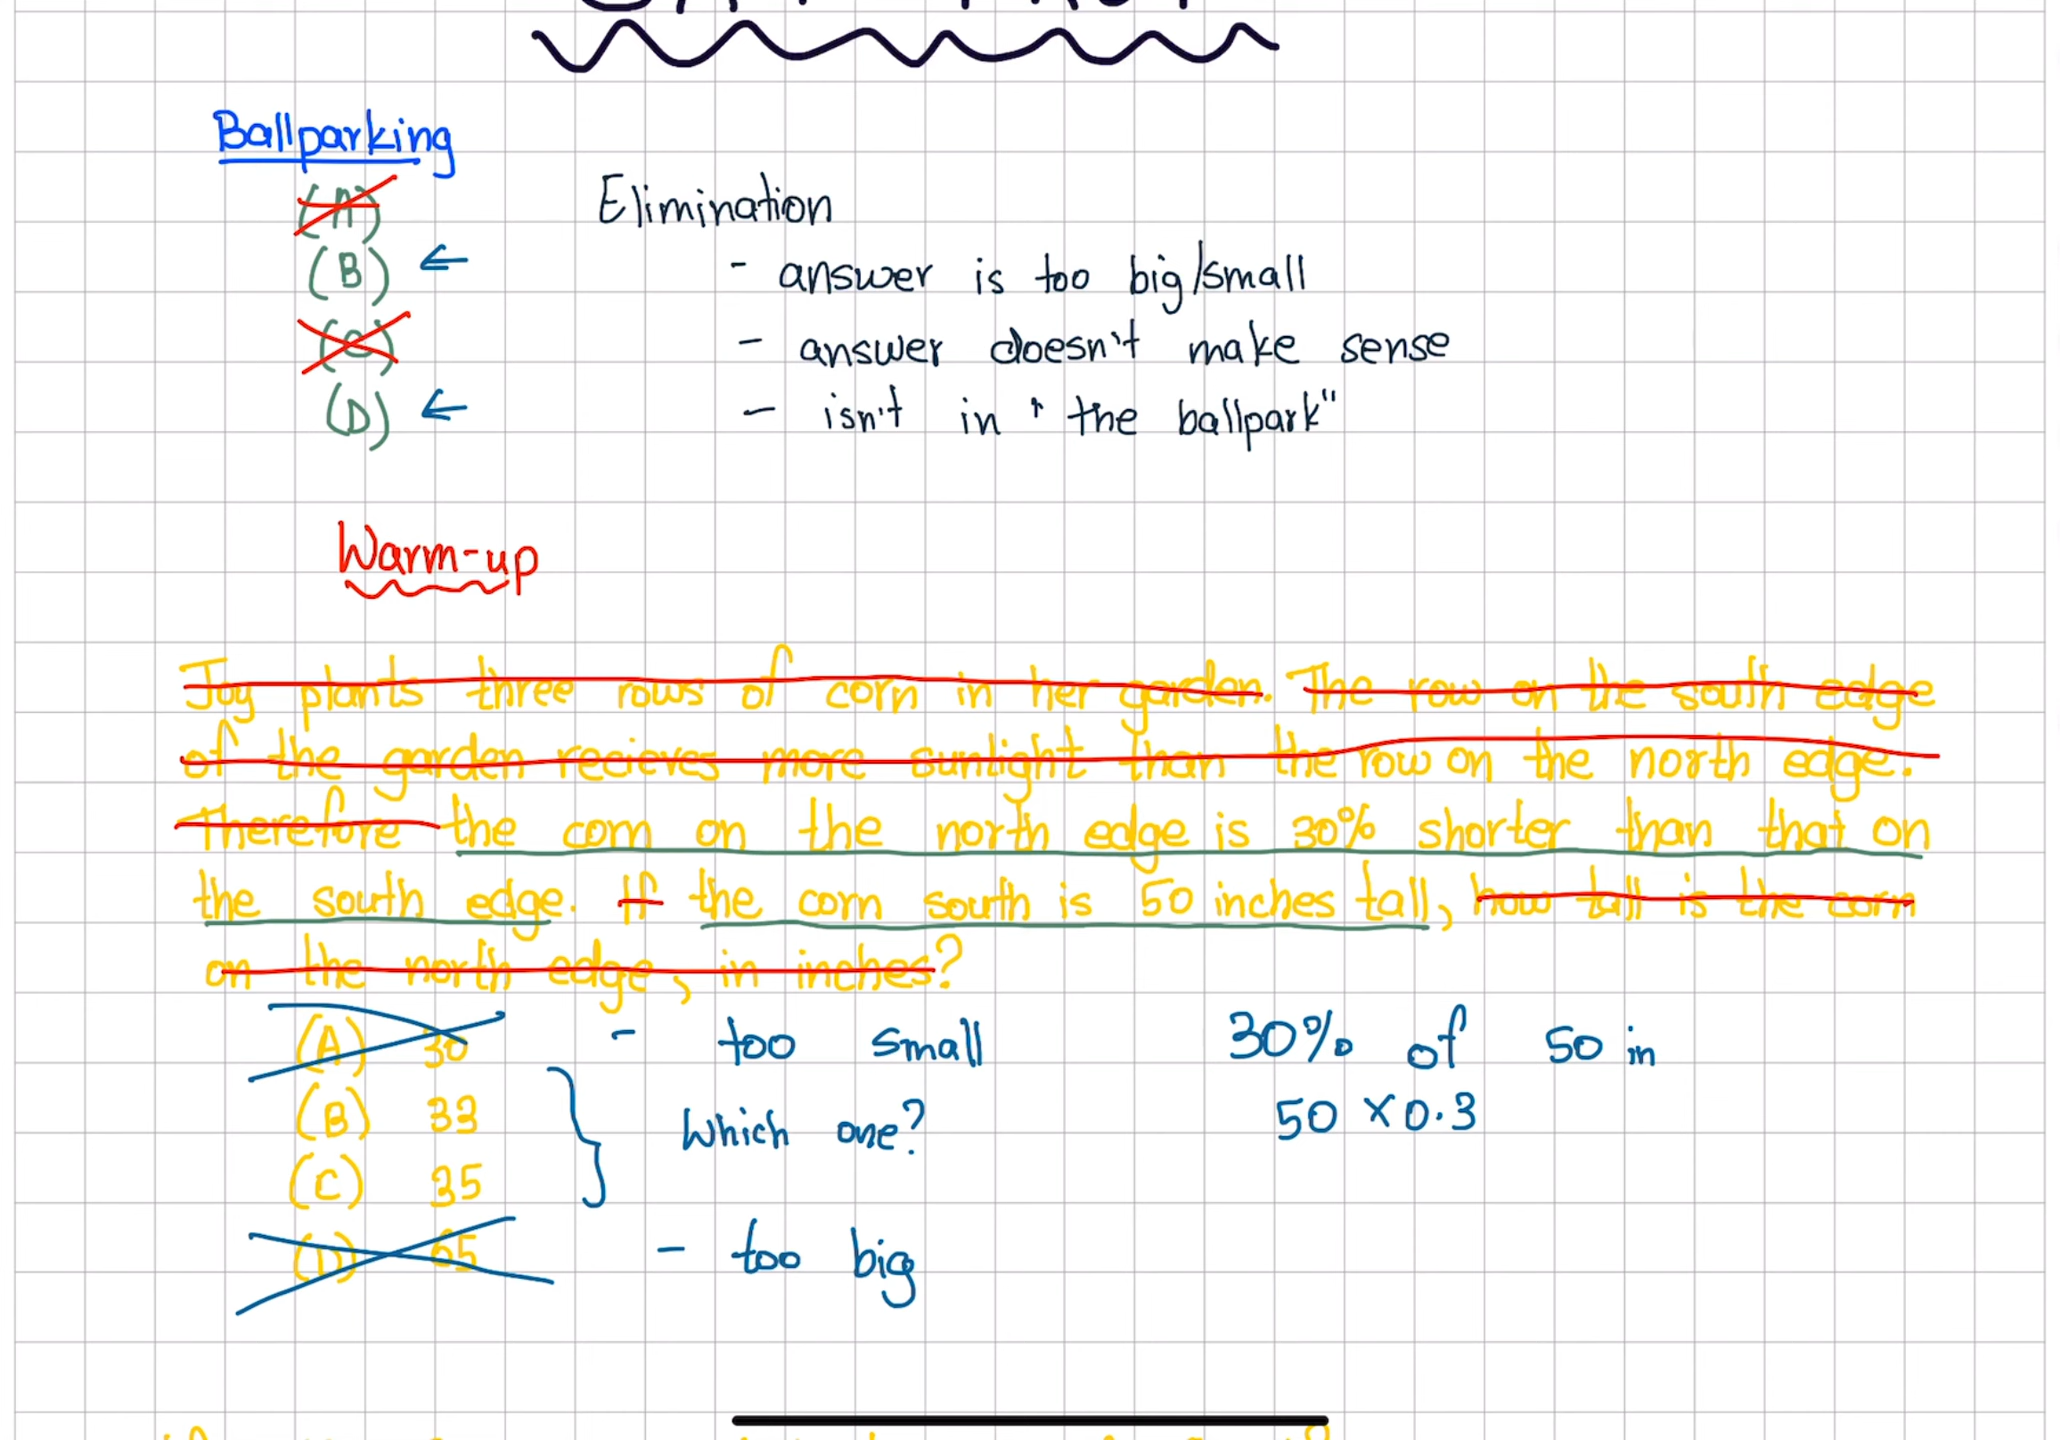 Ballparking
(A)
(B) ←
(C)
(D) ←
Elimination
- answer is too big/small
- answer doesn't make sense
- isn't in "the ballpark"
Warm-up
Joy plants three rows of corn in her garden. The row on the south edge
of the garden recieves more sunlight than the row on the north edge.
Therefore the corn on the north edge is 30% shorter than that on
the south edge. If the corn south is 50 inches tall, how tall is the corn
on the north edge, in inches?
(A) 30 - too small
(B) 33
(C) 35
Which one?
(D) 65 - too big
30% of 50 in
50 × 0.3